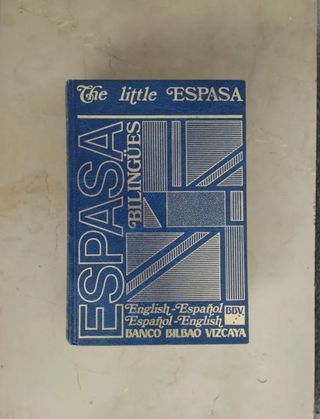 The little ESPASA
ESPASA
BILINGÜES
English-Español
Español-English
BBV
BANCO BILBAO VIZCAYA